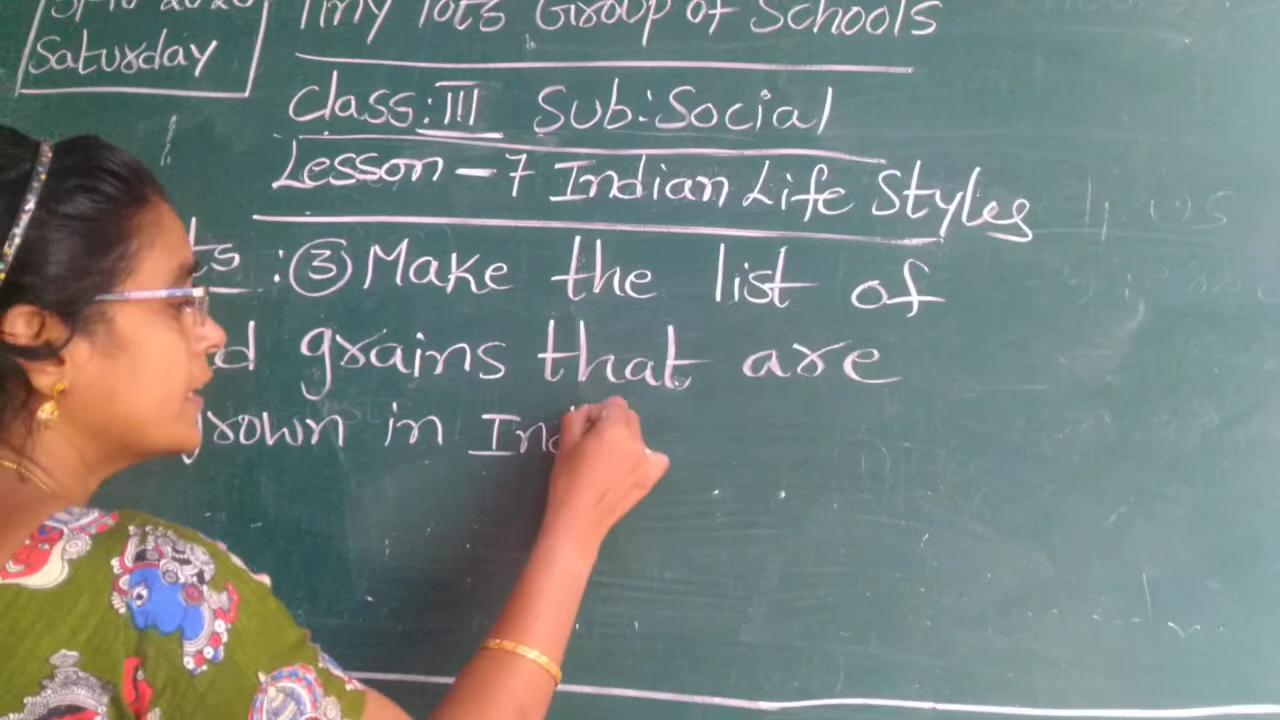 Saturday
Tiny Tots Group of Schools
Class: III Sub: Social
Lesson - 7 Indian Life Styles
: ③ Make the list of
grains that are
grown in Ind